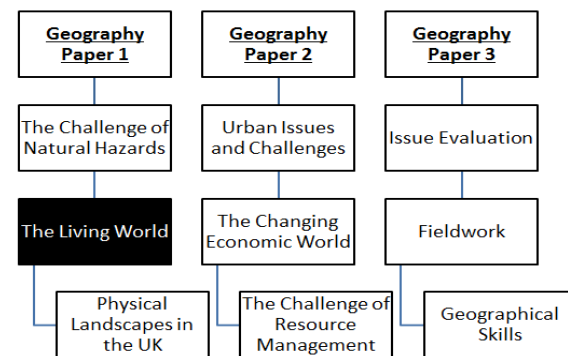 Geography
Paper 1
The Challenge of
Natural Hazards
The Living World
Physical
Landscapes in
the UK
Geography
Paper 2
Urban Issues
and Challenges
The Changing
Economic World
The Challenge of
Resource
Management
Geography
Paper 3
Issue Evaluation
Fieldwork
Geographical
Skills